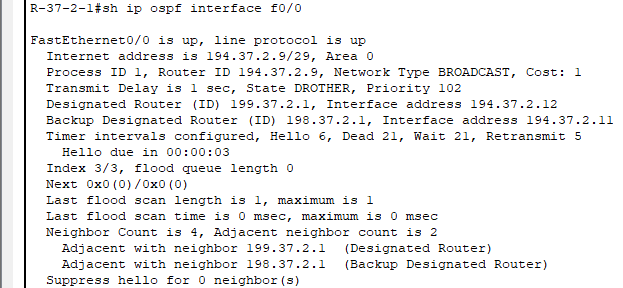 R-37-2-1#sh ip ospf interface f0/0
FastEthernet0/0 is up, line protocol is up
Internet address is 194.37.2.9/29, Area 0
Process ID 1, Router ID 194.37.2.9, Network Type BROADCAST, Cost: 1
Transmit Delay is 1 sec, State DROTHER, Priority 102
Designated Router (ID) 199.37.2.1, Interface address 194.37.2.12
Backup Designated Router (ID) 198.37.2.1, Interface address 194.37.2.11
Timer intervals configured, Hello 6, Dead 21, Wait 21, Retransmit 5
Hello due in 00:00:03
Index 3/3, flood queue length 0
Next 0x0(0)/0x0(0)
Last flood scan length is 1, maximum is 1
Last flood scan time is 0 msec, maximum is 0 msec
Neighbor Count is 4, Adjacent neighbor count is 2
Adjacent with neighbor 199.37.2.1 (Designated Router)
Adjacent with neighbor 198.37.2.1 (Backup Designated Router)
Suppress hello for 0 neighbor(s)